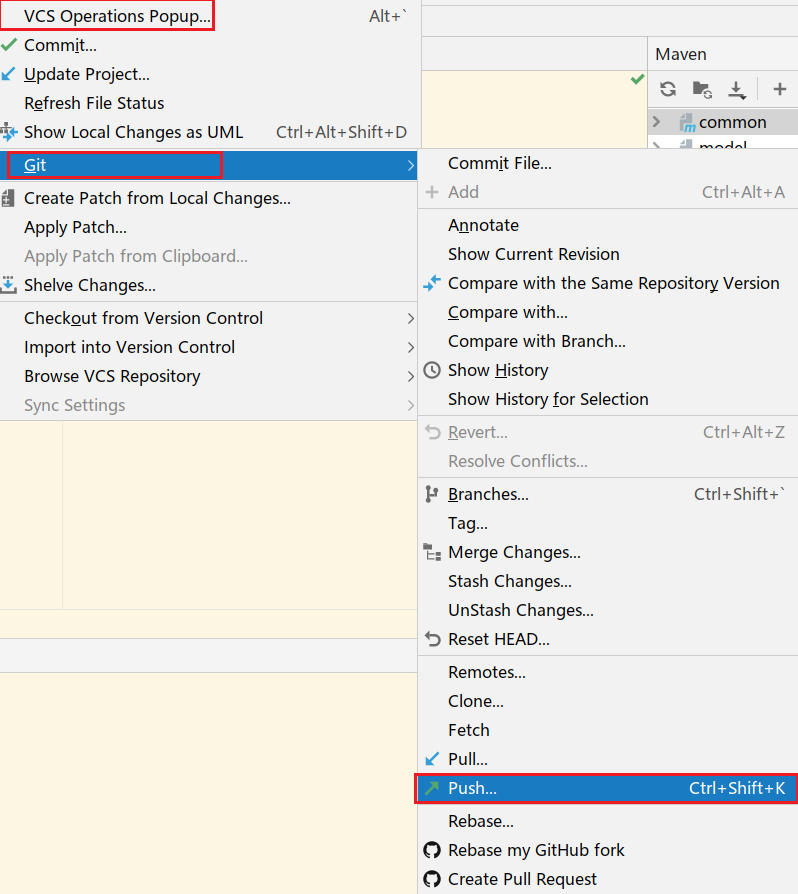 VCS Operations Popup... Alt+`
Commit...
Update Project...
Refresh File Status
Show Local Changes as UML Ctrl+Alt+Shift+D
Git
Create Patch from Local Changes...
Apply Patch...
Apply Patch from Clipboard...
Shelve Changes...
Checkout from Version Control
Import into Version Control
Browse VCS Repository
Sync Settings
Maven
common
model
Commit File...
Add Ctrl+Alt+A
Annotate
Show Current Revision
Compare with the Same Repository Version
Compare with...
Compare with Branch...
Show History
Show History for Selection
Revert... Ctrl+Alt+Z
Resolve Conflicts...
Branches... Ctrl+Shift+`
Tag...
Merge Changes...
Stash Changes...
UnStash Changes...
Reset HEAD...
Remotes...
Clone...
Fetch
Pull...
Push... Ctrl+Shift+K
Rebase...
Rebase my GitHub fork
Create Pull Request